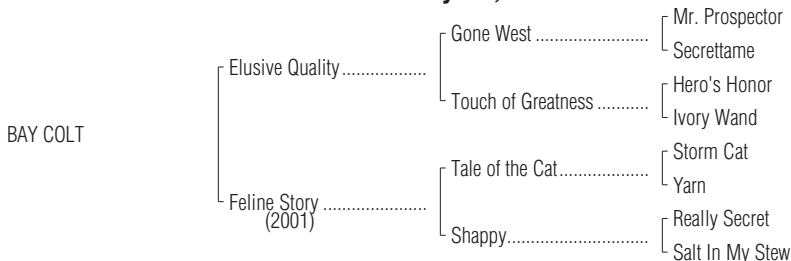 Mr. Prospector
Gone West
Secrettame
Elusive Quality
Hero's Honor
Touch of Greatness
Ivory Wand
BAY COLT
Storm Cat
Tale of the Cat
Yarn
Feline Story
(2001)
Really Secret
Shappy
Salt In My Stew